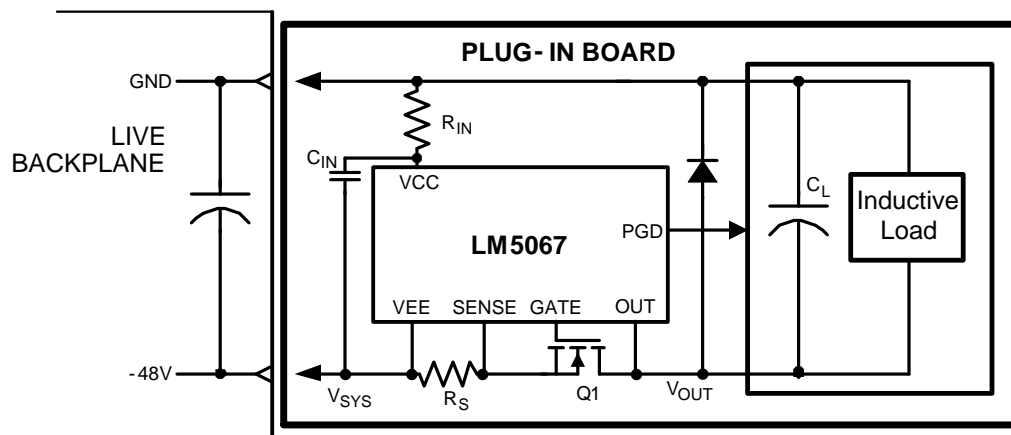 PLUG-IN BOARD
GND
LIVE
BACKPLANE
RIN
CIN
VCC
LM5067
PGD
CL
Inductive
Load
VEE SENSE GATE OUT
-48V
VSYS
RS
Q1
VOUT